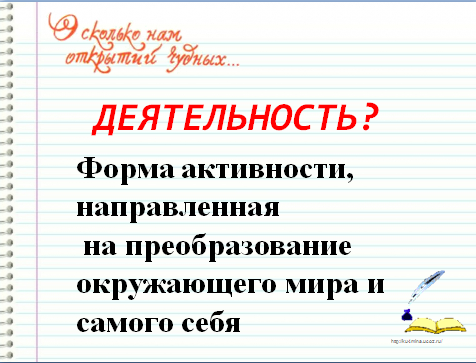 О сколько нам
открытий чудных...
ДЕЯТЕЛЬНОСТЬ?
Форма активности,
направленная
на преобразование
окружающего мира и
самого себя